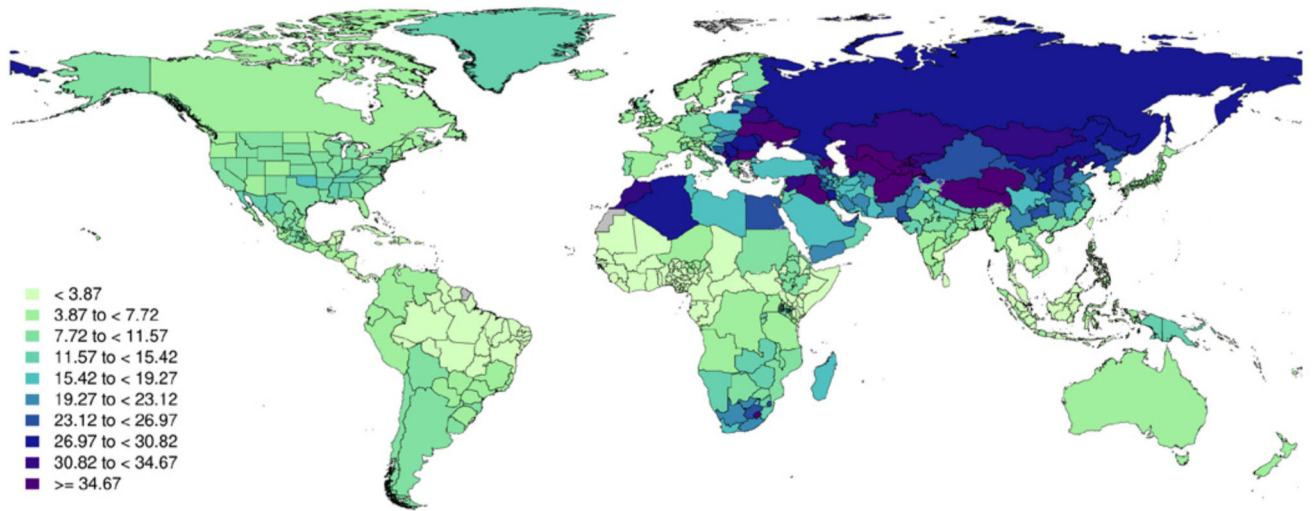 < 3.87
3.87 to < 7.72
7.72 to < 11.57
11.57 to < 15.42
15.42 to < 19.27
19.27 to < 23.12
23.12 to < 26.97
26.97 to < 30.82
30.82 to < 34.67
>= 34.67